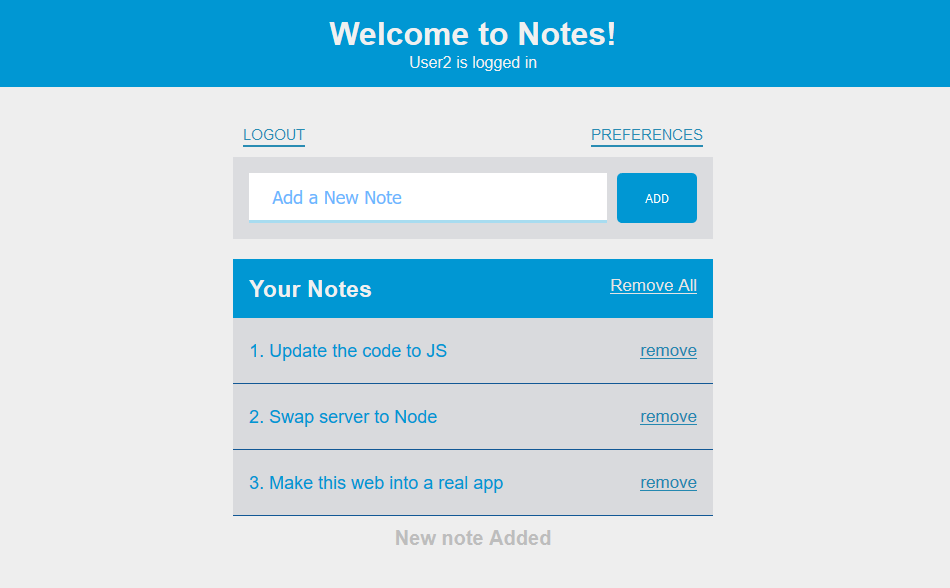 Welcome to Notes!
User2 is logged in
LOGOUT PREFERENCES
Add a New Note ADD
Your Notes Remove All
1. Update the code to JS remove
2. Swap server to Node remove
3. Make this web into a real app remove
New note Added